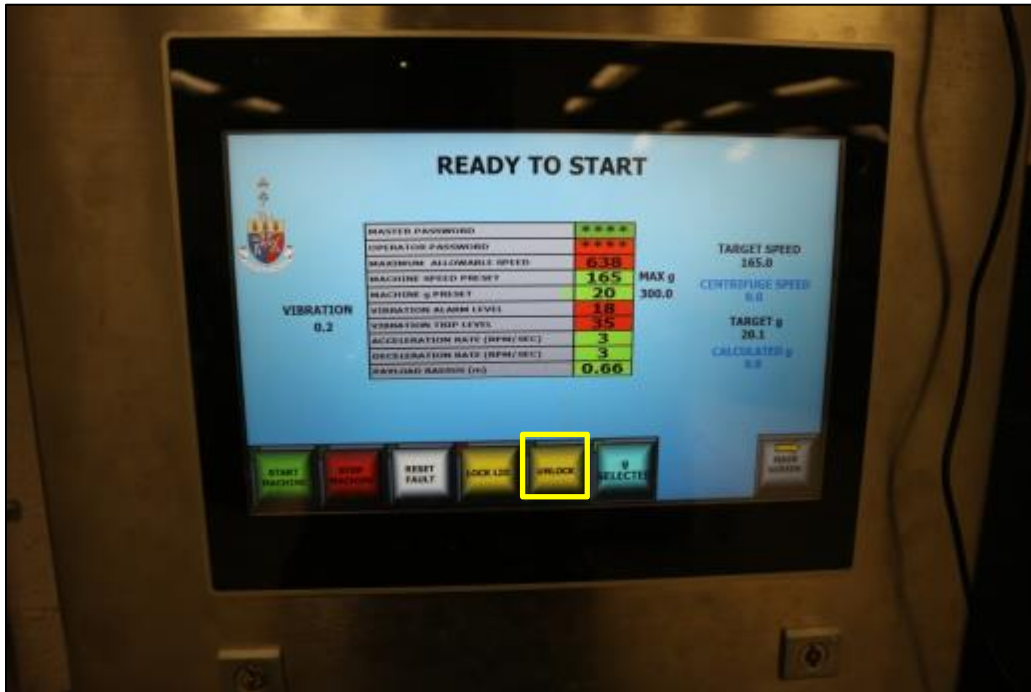 READY TO START
MASTER PASSWORD ****
OPERATOR PASSWORD ****
MAXIMUM ALLOWABLE SPEED 638
MACHINE SPEED PRESET 165
MACHINE g PRESET 20
VIBRATION ALARM LEVEL 18
VIBRATION TRIP LEVEL 35
ACCELERATION RATE (RPM/SEC) 3
DECELERATION RATE (RPM/SEC) 3
PAYLOAD RADIUS (m) 0.66
MAX g
300.0
VIBRATION
0.2
TARGET SPEED
165.0
CENTRIFUGE SPEED
0.0
TARGET g
20.1
CALCULATED g
0.0
START
MACHINE
STOP
MACHINE
RESET
FAULT
LOCK LID
UNLOCK
g
SELECTED
MAIN
SCREEN